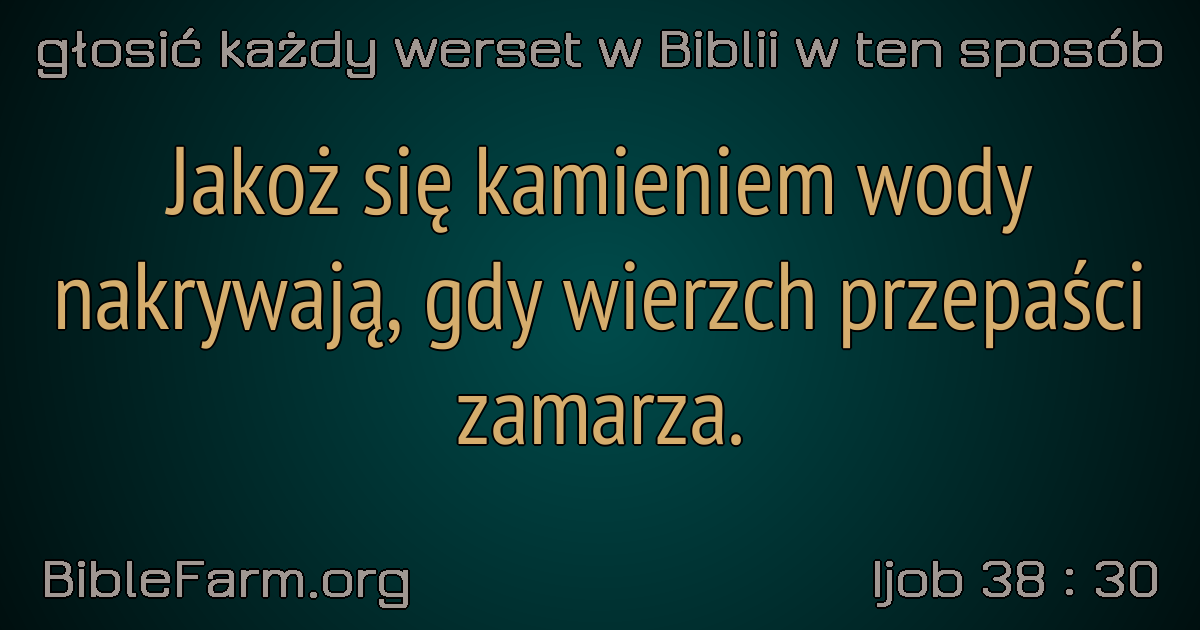 głosić każdy werset w Biblii w ten sposób
Jakoż się kamieniem wody
nakrywają, gdy wierzch przepaści
zamarza.
BibleFarm.org
Ijob 38 : 30